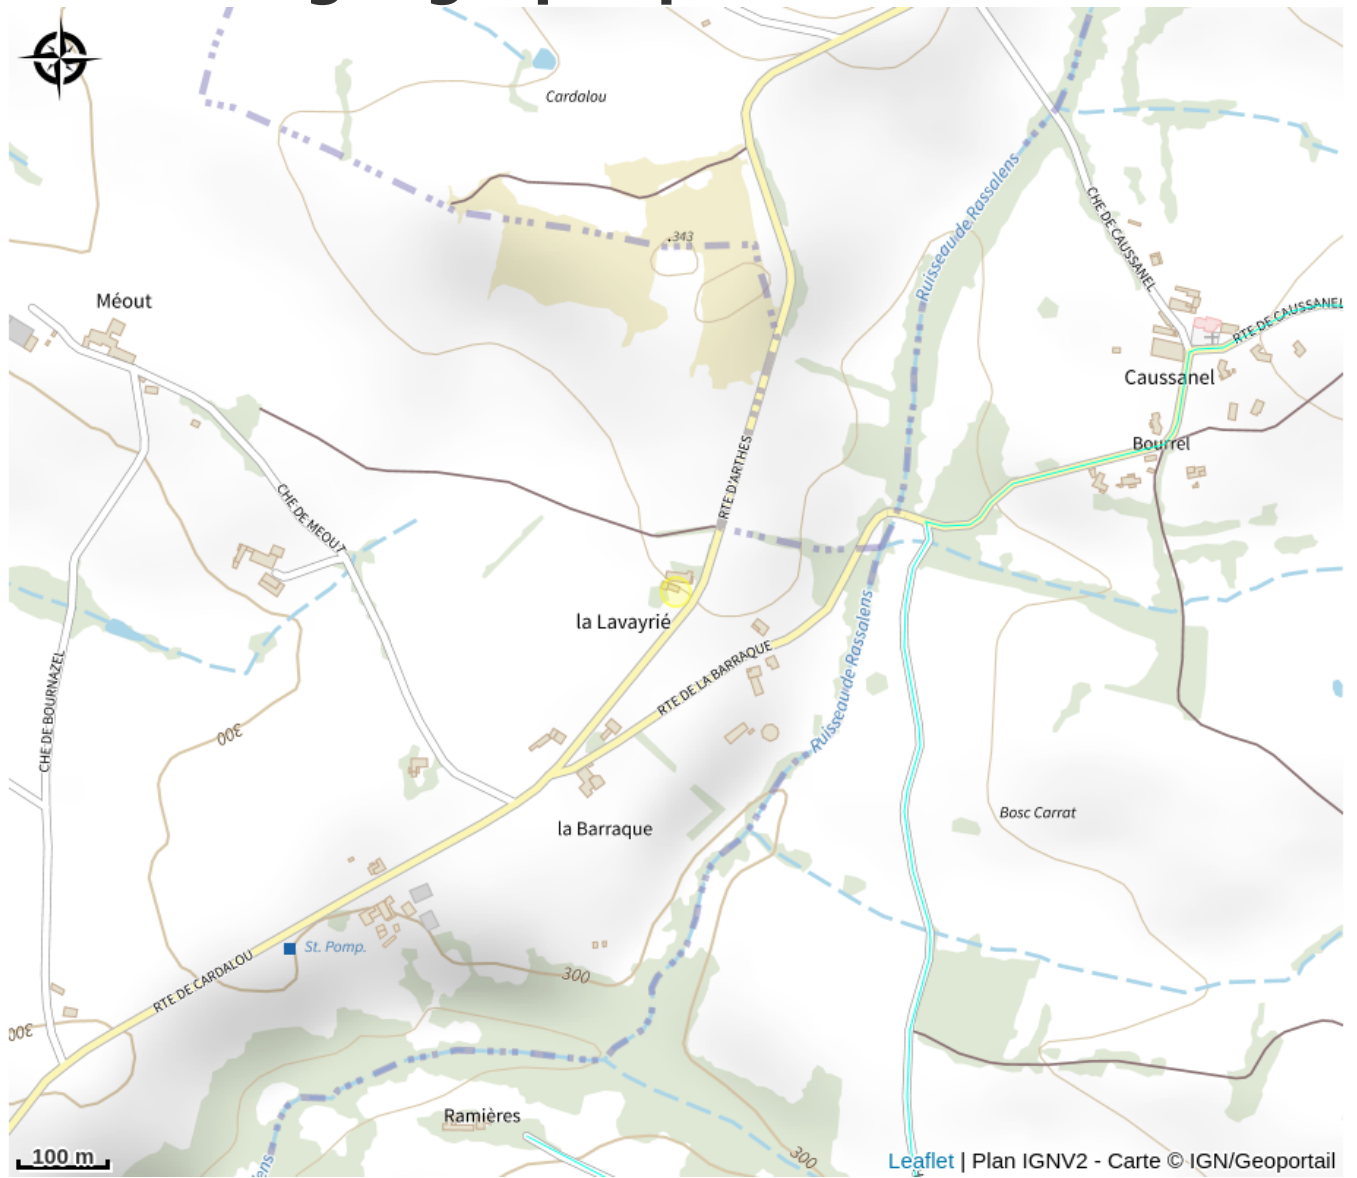 Cardalou
Ruisseau de Rassalens
CHE DE CAUSSANEL
.343
Méout
RTE DE CAUSSANEL
Caussanel
Bourrel
RTE D'ARTHES
CHE DE MEOUT
la Lavayrié
Ruisseau de Rassalens
RTE DE LA BARRAQUE
CHE DE BOURNAZEL
300
Bosc Carrat
la Barraque
St. Pomp.
RTE DE CARDALOU
300
300
Ramières
300
100 m
Leaflet | Plan IGNV2 - Carte © IGN/Geoportail